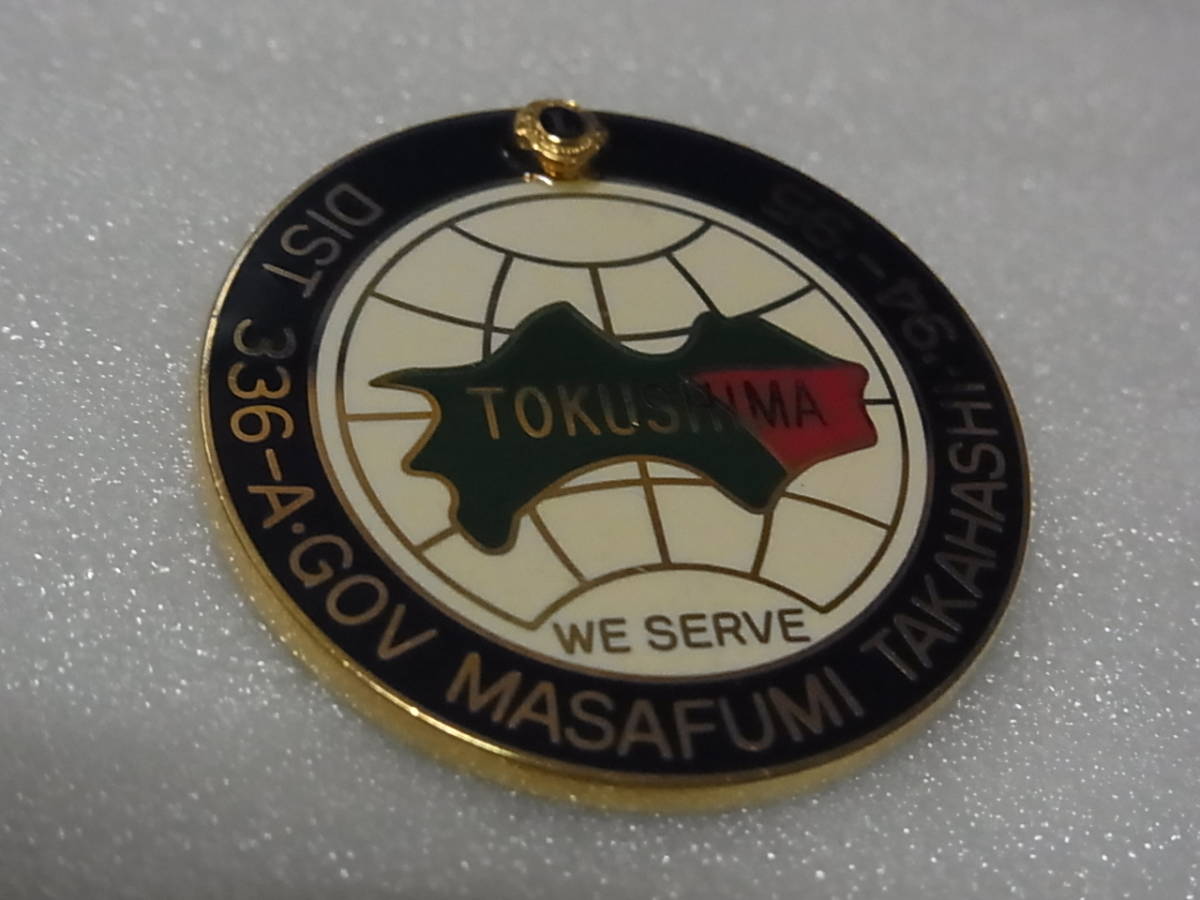 DIST 336-A·GOV MASAFUMI TAKAHASHI·'94-'95
TOKUSHIMA
WE SERVE